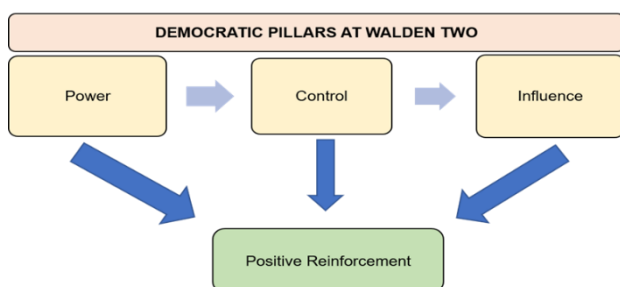 DEMOCRATIC PILLARS AT WALDEN TWO
Power
Control
Influence
Positive Reinforcement